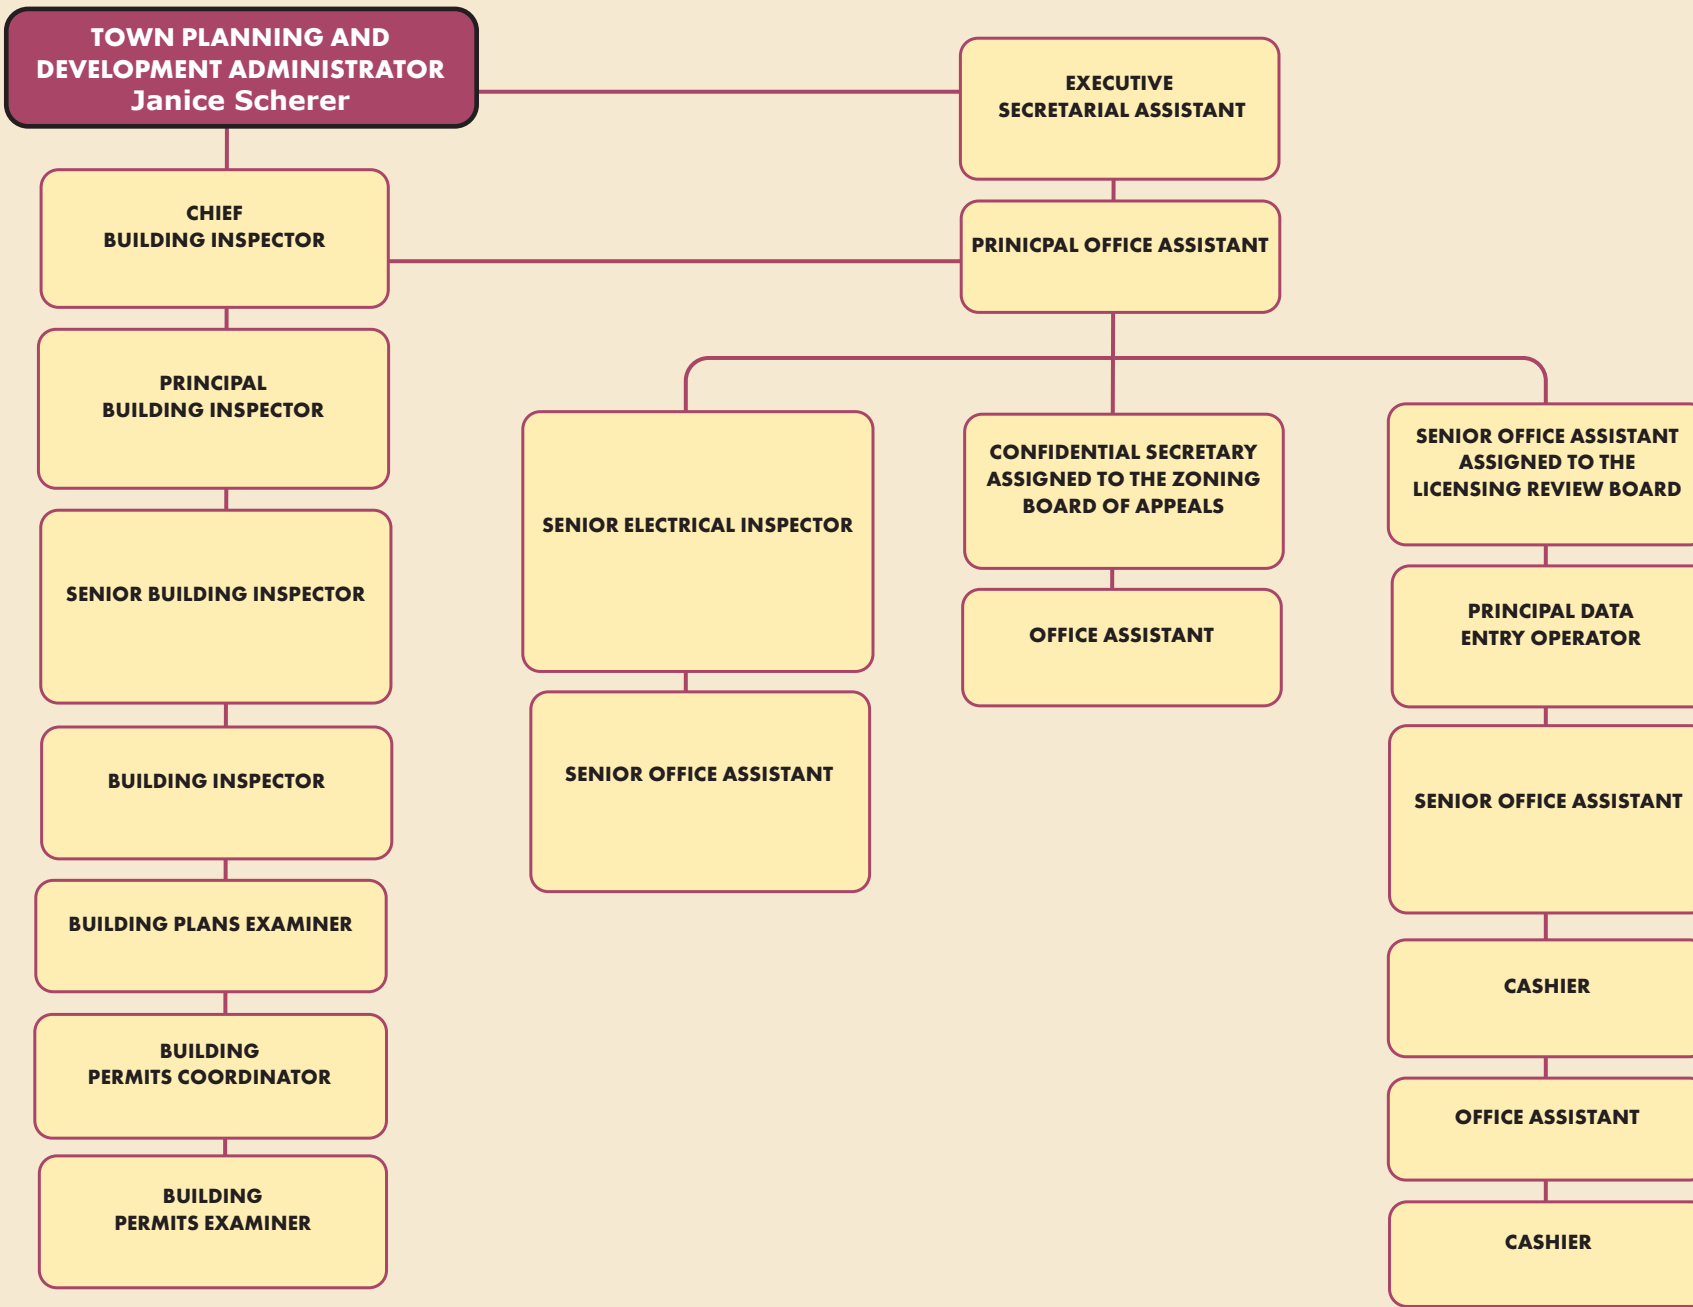 TOWN PLANNING AND
DEVELOPMENT ADMINISTRATOR
Janice Scherer
EXECUTIVE
SECRETARIAL ASSISTANT
CHIEF
BUILDING INSPECTOR
PRINICPAL OFFICE ASSISTANT
PRINCIPAL
BUILDING INSPECTOR
SENIOR BUILDING INSPECTOR
BUILDING INSPECTOR
BUILDING PLANS EXAMINER
BUILDING
PERMITS COORDINATOR
BUILDING
PERMITS EXAMINER
SENIOR ELECTRICAL INSPECTOR
SENIOR OFFICE ASSISTANT
CONFIDENTIAL SECRETARY
ASSIGNED TO THE ZONING
BOARD OF APPEALS
OFFICE ASSISTANT
SENIOR OFFICE ASSISTANT
ASSIGNED TO THE
LICENSING REVIEW BOARD
PRINCIPAL DATA
ENTRY OPERATOR
SENIOR OFFICE ASSISTANT
CASHIER
OFFICE ASSISTANT
CASHIER